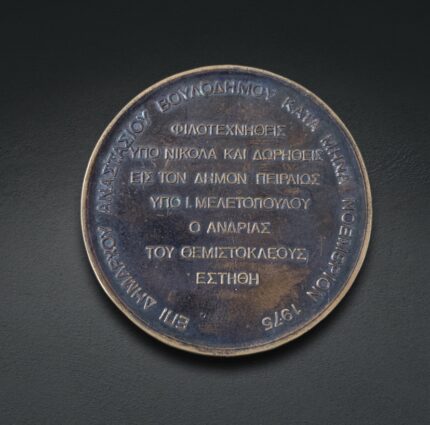 ΕΠΙ ΔΗΜΑΡΧΟΥ ΑΝΑΣΤΑΣΙΟΥ ΒΟΥΛΟΔΗΜΟΥ ΚΑΤΑ ΜΗΝΑ ΝΟΕΜΒΡΙΟΝ 1975
ΦΙΛΟΤΕΧΝΗΘΕΙΣ
ΥΠΟ ΝΙΚΟΛΑ ΚΑΙ ΔΩΡΗΘΕΙΣ
ΕΙΣ ΤΟΝ ΔΗΜΟΝ ΠΕΙΡΑΙΩΣ
ΥΠΟ Ι. ΜΕΛΕΤΟΠΟΥΛΟΥ
Ο ΑΝΔΡΙΑΣ
ΤΟΥ ΘΕΜΙΣΤΟΚΛΕΟΥΣ
ΕΣΤΗΘΗ